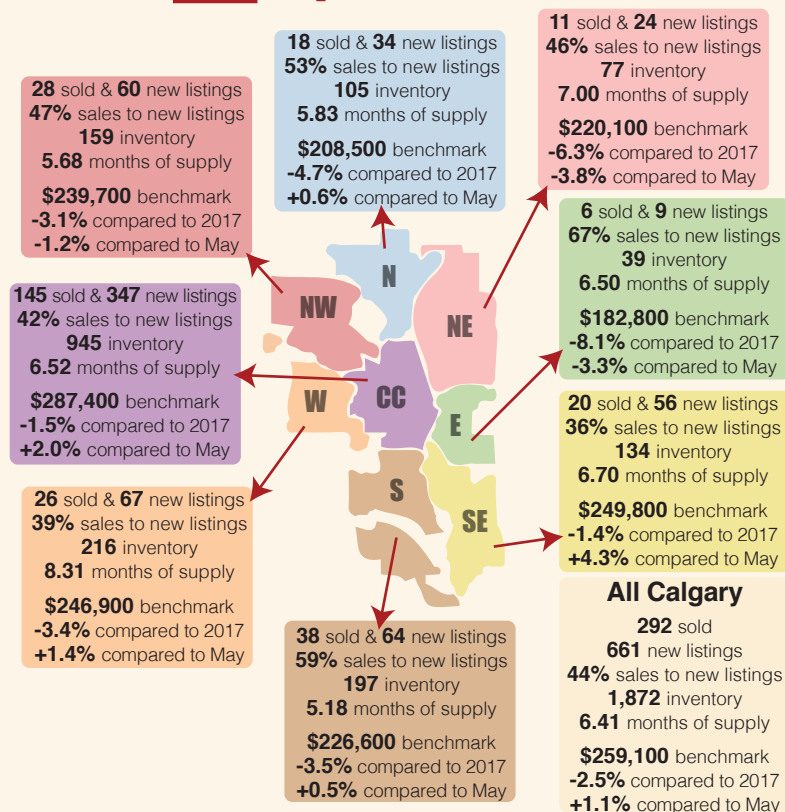 18 sold & 34 new listings
53% sales to new listings
105 inventory
5.83 months of supply
$208,500 benchmark
-4.7% compared to 2017
+0.6% compared to May
11 sold & 24 new listings
46% sales to new listings
77 inventory
7.00 months of supply
$220,100 benchmark
-6.3% compared to 2017
-3.8% compared to May
28 sold & 60 new listings
47% sales to new listings
159 inventory
5.68 months of supply
$239,700 benchmark
-3.1% compared to 2017
-1.2% compared to May
6 sold & 9 new listings
67% sales to new listings
39 inventory
6.50 months of supply
$182,800 benchmark
-8.1% compared to 2017
-3.3% compared to May
145 sold & 347 new listings
42% sales to new listings
945 inventory
6.52 months of supply
$287,400 benchmark
-1.5% compared to 2017
+2.0% compared to May
N
NW
NE
W
CC
E
S
SE
20 sold & 56 new listings
36% sales to new listings
134 inventory
6.70 months of supply
$249,800 benchmark
-1.4% compared to 2017
+4.3% compared to May
26 sold & 67 new listings
39% sales to new listings
216 inventory
8.31 months of supply
$246,900 benchmark
-3.4% compared to 2017
+1.4% compared to May
38 sold & 64 new listings
59% sales to new listings
197 inventory
5.18 months of supply
$226,600 benchmark
-3.5% compared to 2017
+0.5% compared to May
All Calgary
292 sold
661 new listings
44% sales to new listings
1,872 inventory
6.41 months of supply
$259,100 benchmark
-2.5% compared to 2017
+1.1% compared to May